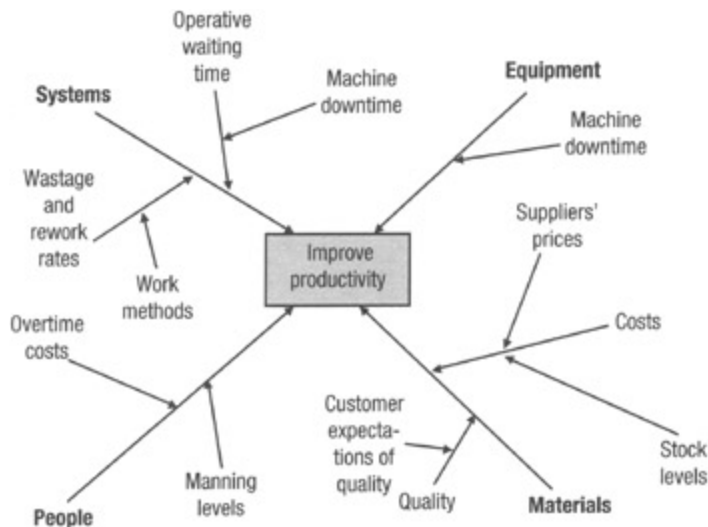 Operative
waiting
time
Systems
Machine
downtime
Equipment
Machine
downtime
Wastage
and
rework
rates
Work
methods
Improve
productivity
Suppliers'
prices
Costs
Stock
levels
Overtime
costs
Manning
levels
People
Customer
expecta-
tions of
quality
Quality
Materials